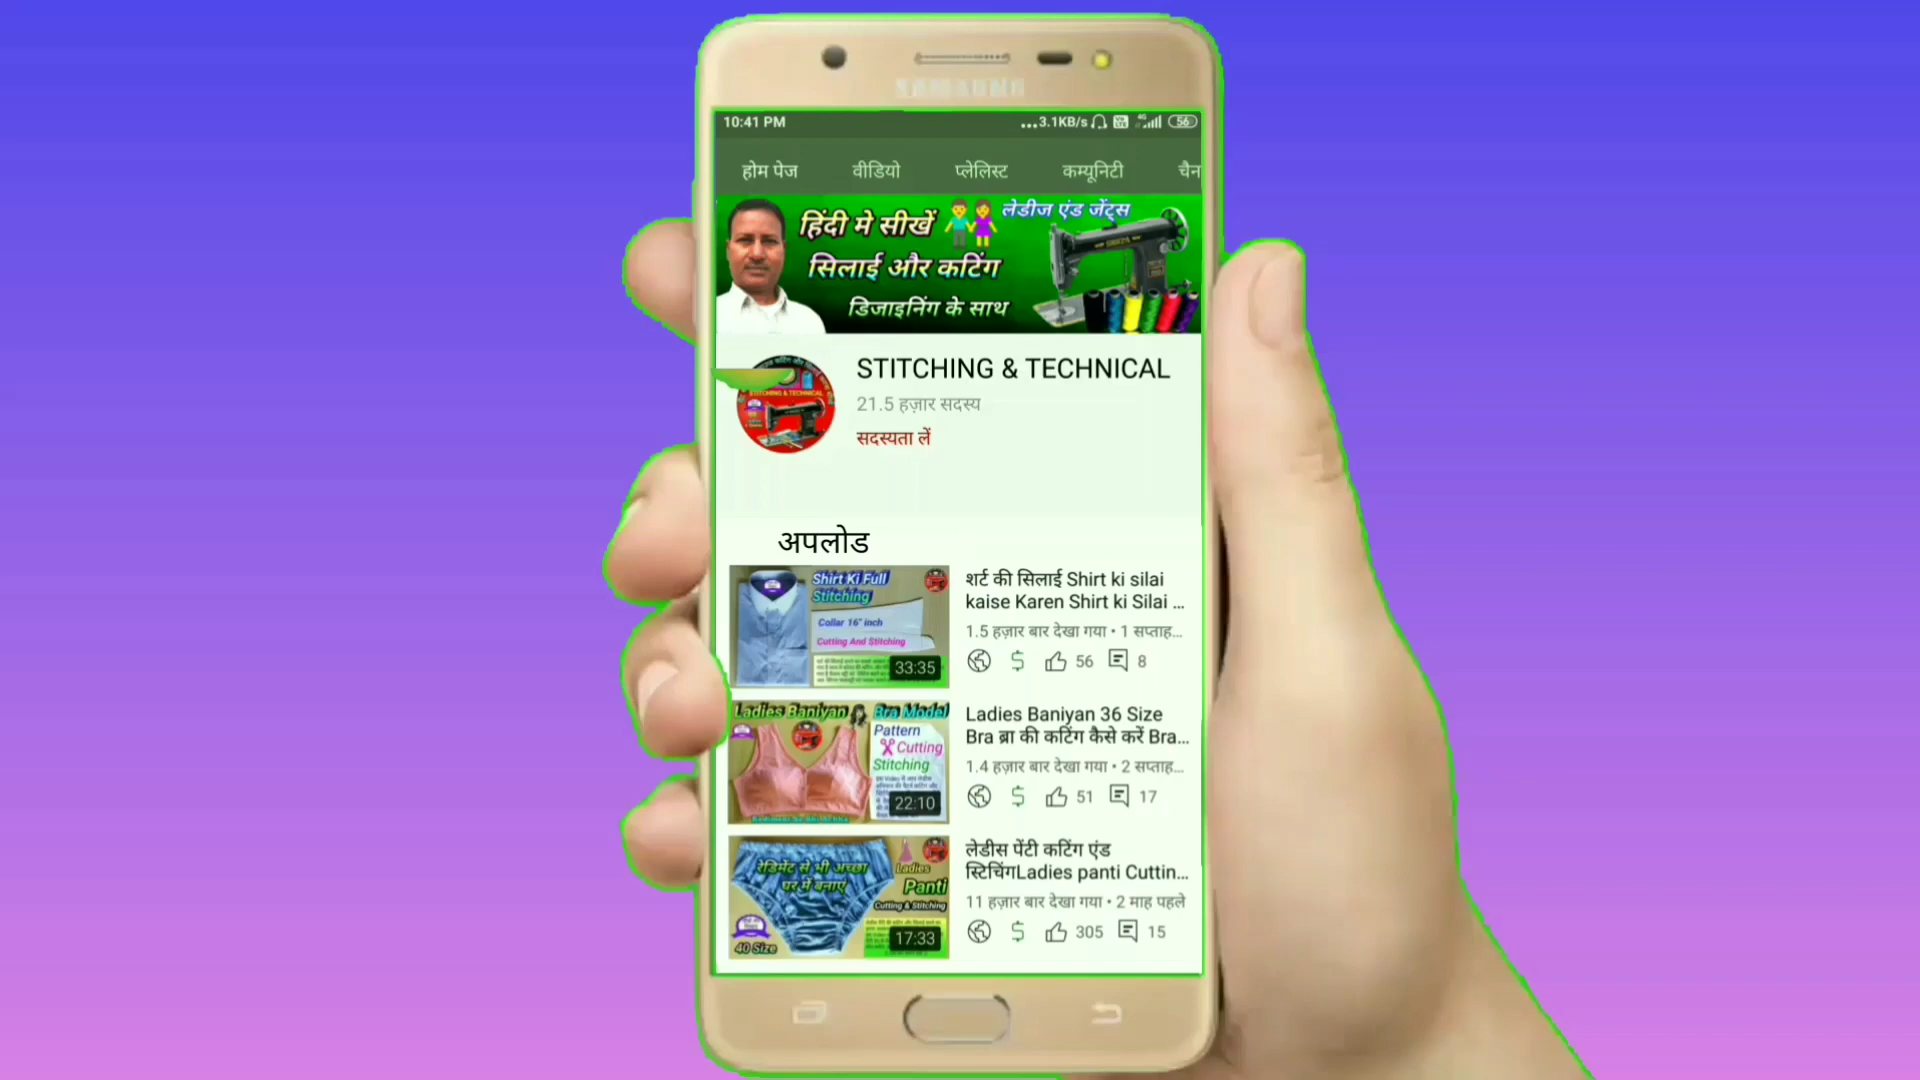 SAMSUNG
10:41 PM
...3.1KB/s 4G 56
होम पेज वीडियो प्लेलिस्ट कम्यूनिटी चैन
हिंदी मे सीखें लेडीज एंड जेंट्स
सिलाई और कटिंग
डिजाइनिंग के साथ
STITCHING & TECHNICAL
STITCHING & TECHNICAL
21.5 हज़ार सदस्य
सदस्यता लें
अपलोड
Shirt Ki Full
Stitching
Collar 16" inch
Cutting And Stitching
33:35
शर्ट की सिलाई Shirt ki silai
kaise Karen Shirt ki Silai ...
1.5 हज़ार बार देखा गया • 1 सप्ताह...
56 8
Ladies Baniyan Bra Model
Pattern
Cutting
Stitching
22:10
Ladies Baniyan 36 Size
Bra ब्रा की कटिंग कैसे करें Bra...
1.4 हज़ार बार देखा गया • 2 सप्ताह...
51 17
रेडिमेंट से भी अच्छा
घर में बनाएं
Ladies
Panti
Cutting & Stitching
40 Size
17:33
लेडीस पेंटी कटिंग एंड
स्टिचिंगLadies panti Cuttin...
11 हज़ार बार देखा गया • 2 माह पहले
305 15